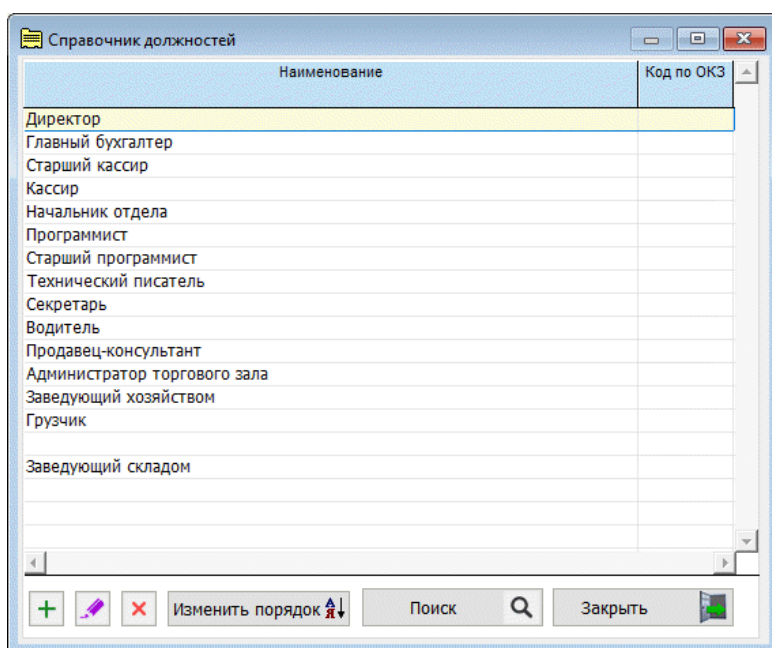 Справочник должностей
Наименование Код по ОКЗ
Директор
Главный бухгалтер
Старший кассир
Кассир
Начальник отдела
Программист
Старший программист
Технический писатель
Секретарь
Водитель
Продавец-консультант
Администратор торгового зала
Заведующий хозяйством
Грузчик
Заведующий складом
Изменить порядок Поиск Закрыть